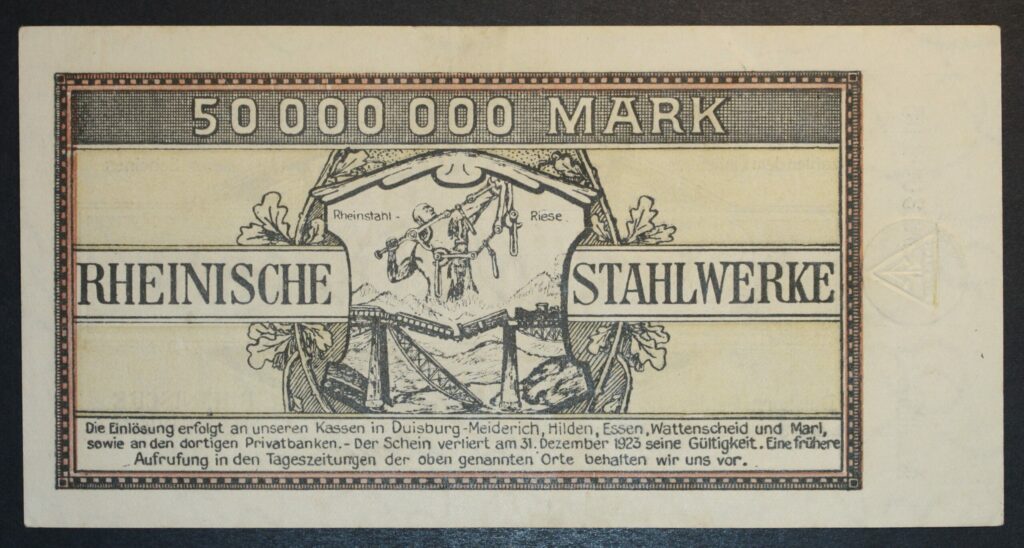 50 000 000 MARK
Rheinstahl - Riese
RHEINISCHE STAHLWERKE
Die Einlösung erfolgt an unseren Kassen in Duisburg-Meiderich, Hilden, Essen, Wattenscheid und Marl,
sowie an den dortigen Privatbanken. - Der Schein verliert am 31. Dezember 1923 seine Gültigkeit. Eine frühere
Aufrufung in den Tageszeitungen der oben genannten Orte behalten wir uns vor.